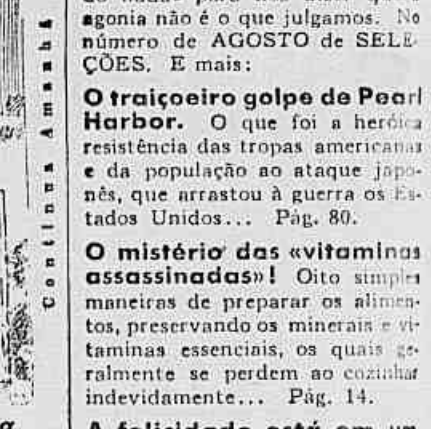 agonia não é o que julgamos. No
número de AGOSTO de SELE-
ÇÕES. E mais:
O traiçoeiro golpe de Pearl
Harbor. O que foi a heróica
resistência das tropas americanas
e da população ao ataque japo-
nês, que arrastou à guerra os Es-
tados Unidos... Pág. 80.
O mistério das «vitaminas
assassinadas»! Oito simples
maneiras de preparar os alimen-
tos, preservando os minerais e vi-
taminas essenciais, os quais ge-
ralmente se perdem ao cozinhar
indevidamente... Pág. 14.
A felicidade está em um
Continua Amanhã